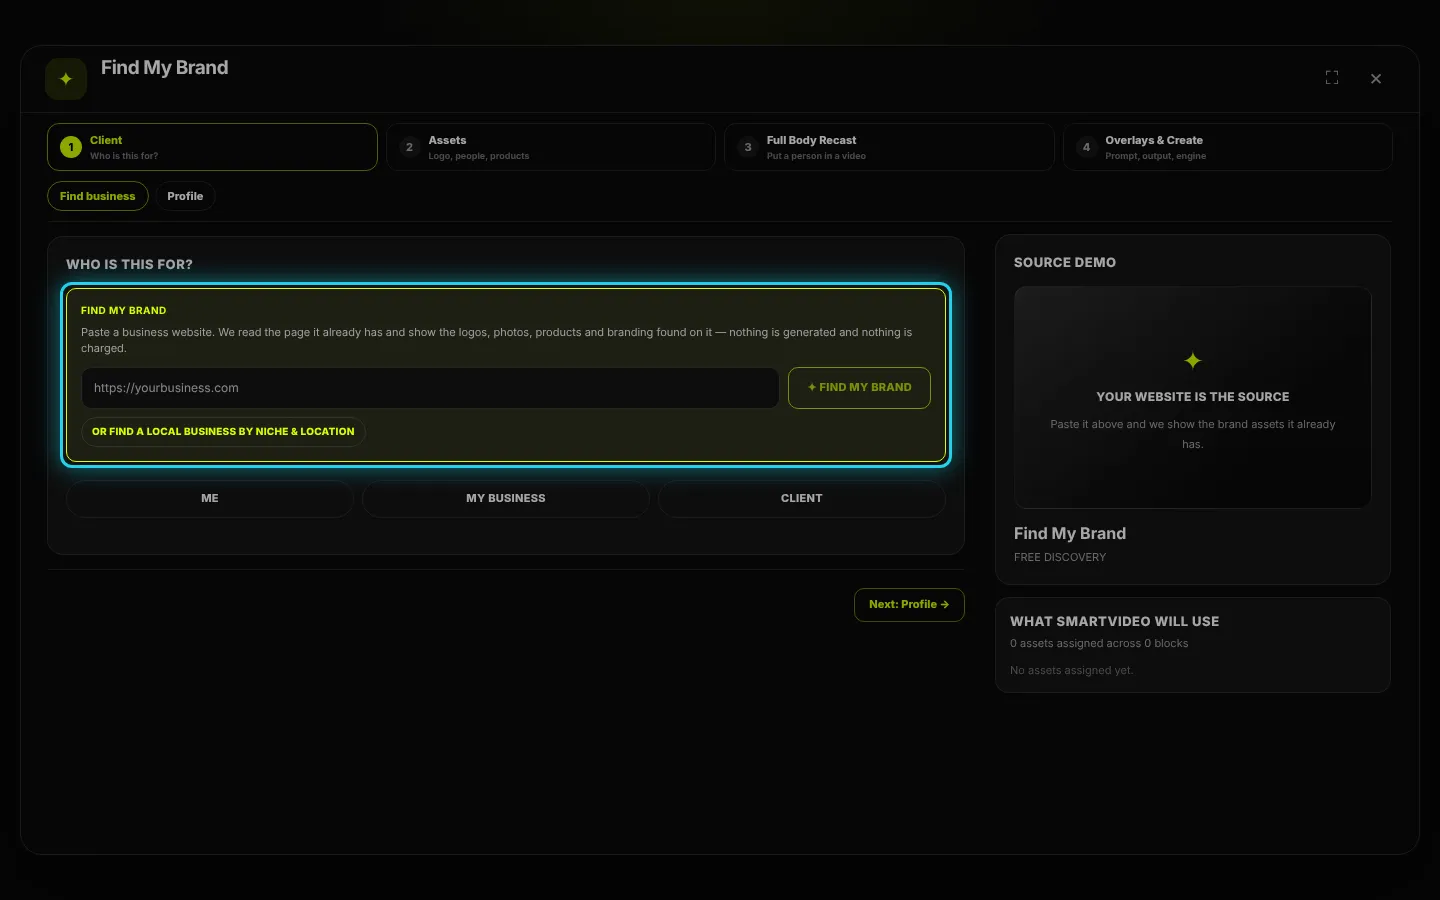 Find My Brand
1
Client
Who is this for?
2
Assets
Logo, people, products
3
Full Body Recast
Put a person in a video
4
Overlays & Create
Prompt, output, engine
Find business
Profile
WHO IS THIS FOR?
FIND MY BRAND
Paste a business website. We read the page it already has and show the logos, photos, products and branding found on it — nothing is generated and nothing is
charged.
https://yourbusiness.com
✦ FIND MY BRAND
OR FIND A LOCAL BUSINESS BY NICHE & LOCATION
ME
MY BUSINESS
CLIENT
Next: Profile →
SOURCE DEMO
YOUR WEBSITE IS THE SOURCE
Paste it above and we show the brand assets it already
has.
Find My Brand
FREE DISCOVERY
WHAT SMARTVIDEO WILL USE
0 assets assigned across 0 blocks
No assets assigned yet.